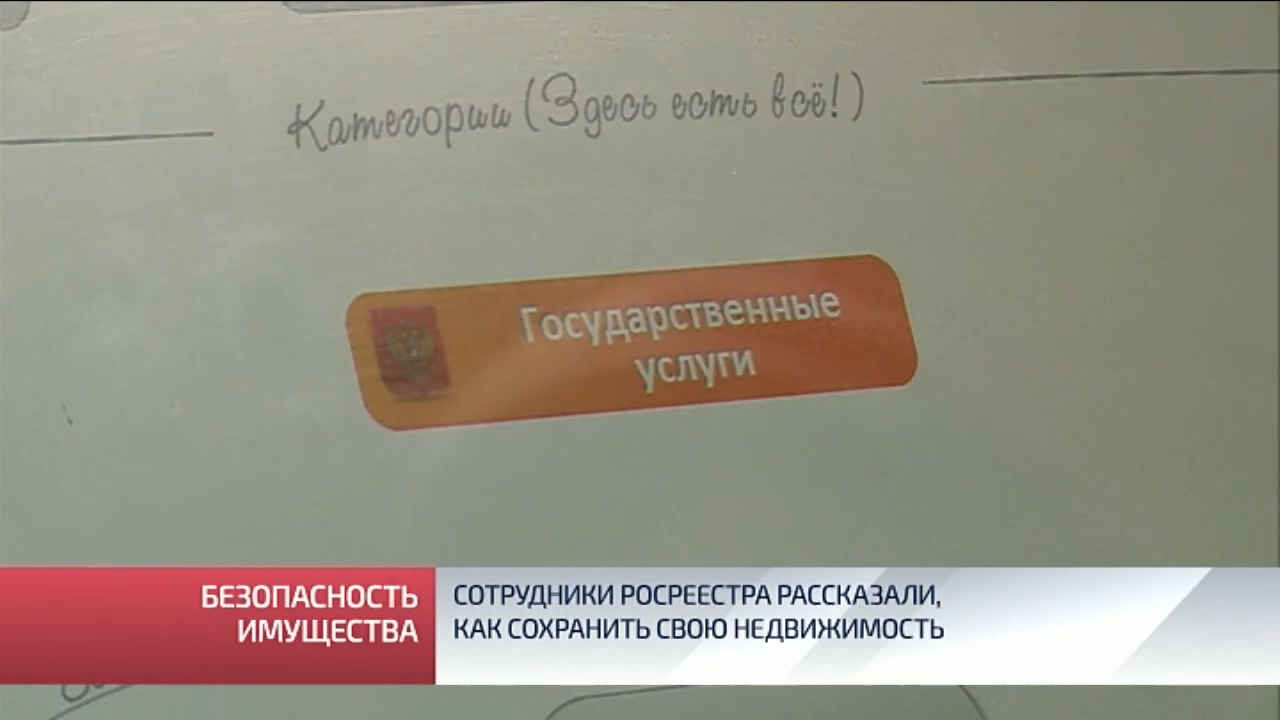 Категории (Здесь есть всё!)
Государственные
услуги
БЕЗОПАСНОСТЬ
ИМУЩЕСТВА
СОТРУДНИКИ РОСРЕЕСТРА РАССКАЗАЛИ,
КАК СОХРАНИТЬ СВОЮ НЕДВИЖИМОСТЬ